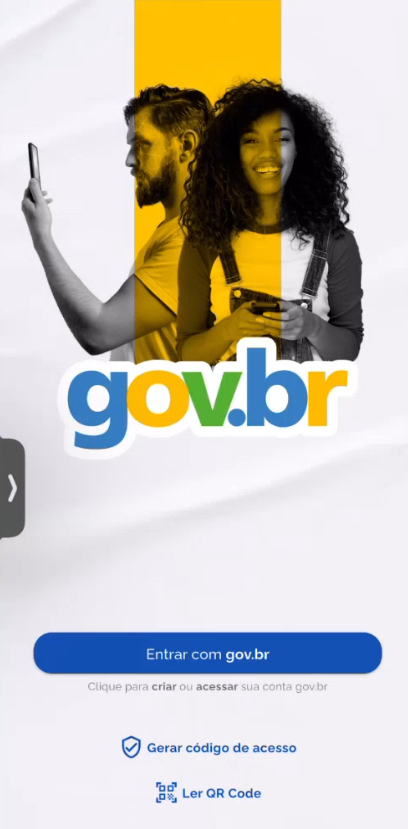 gov.br
Entrar com gov.br
Clique para criar ou acessar sua conta gov.br
Gerar código de acesso
Ler QR Code